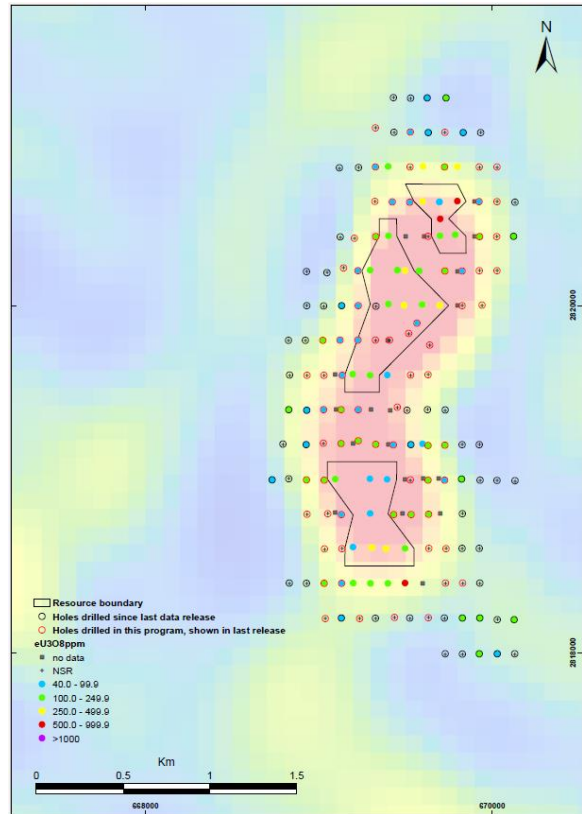 N
2820000
2818000
Resource boundary
Holes drilled since last data release
Holes drilled in this program, shown in last release
eU3O8ppm
no data
NSR
40.0 - 99.9
100.0 - 249.9
250.0 - 499.9
500.0 - 999.9
>1000
Km
0 0.5 1 1.5
668000 670000